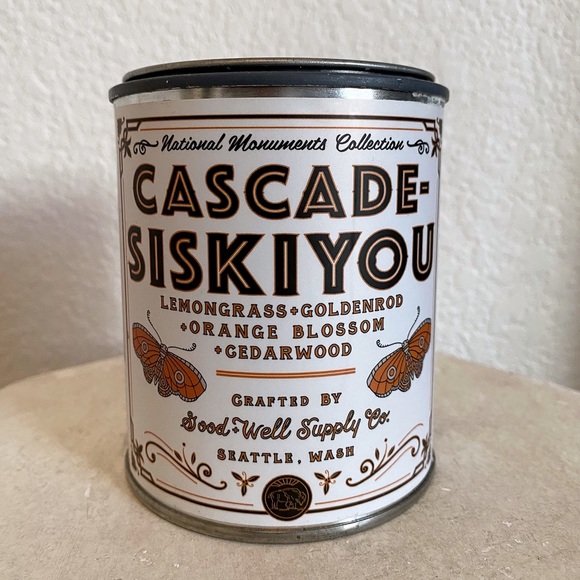 National Monuments Collection
CASCADE-
SISKIYOU
LEMONGRASS+GOLDENROD
+ORANGE BLOSSOM
+CEDARWOOD
CRAFTED BY
Good+Well Supply Co.
SEATTLE, WASH